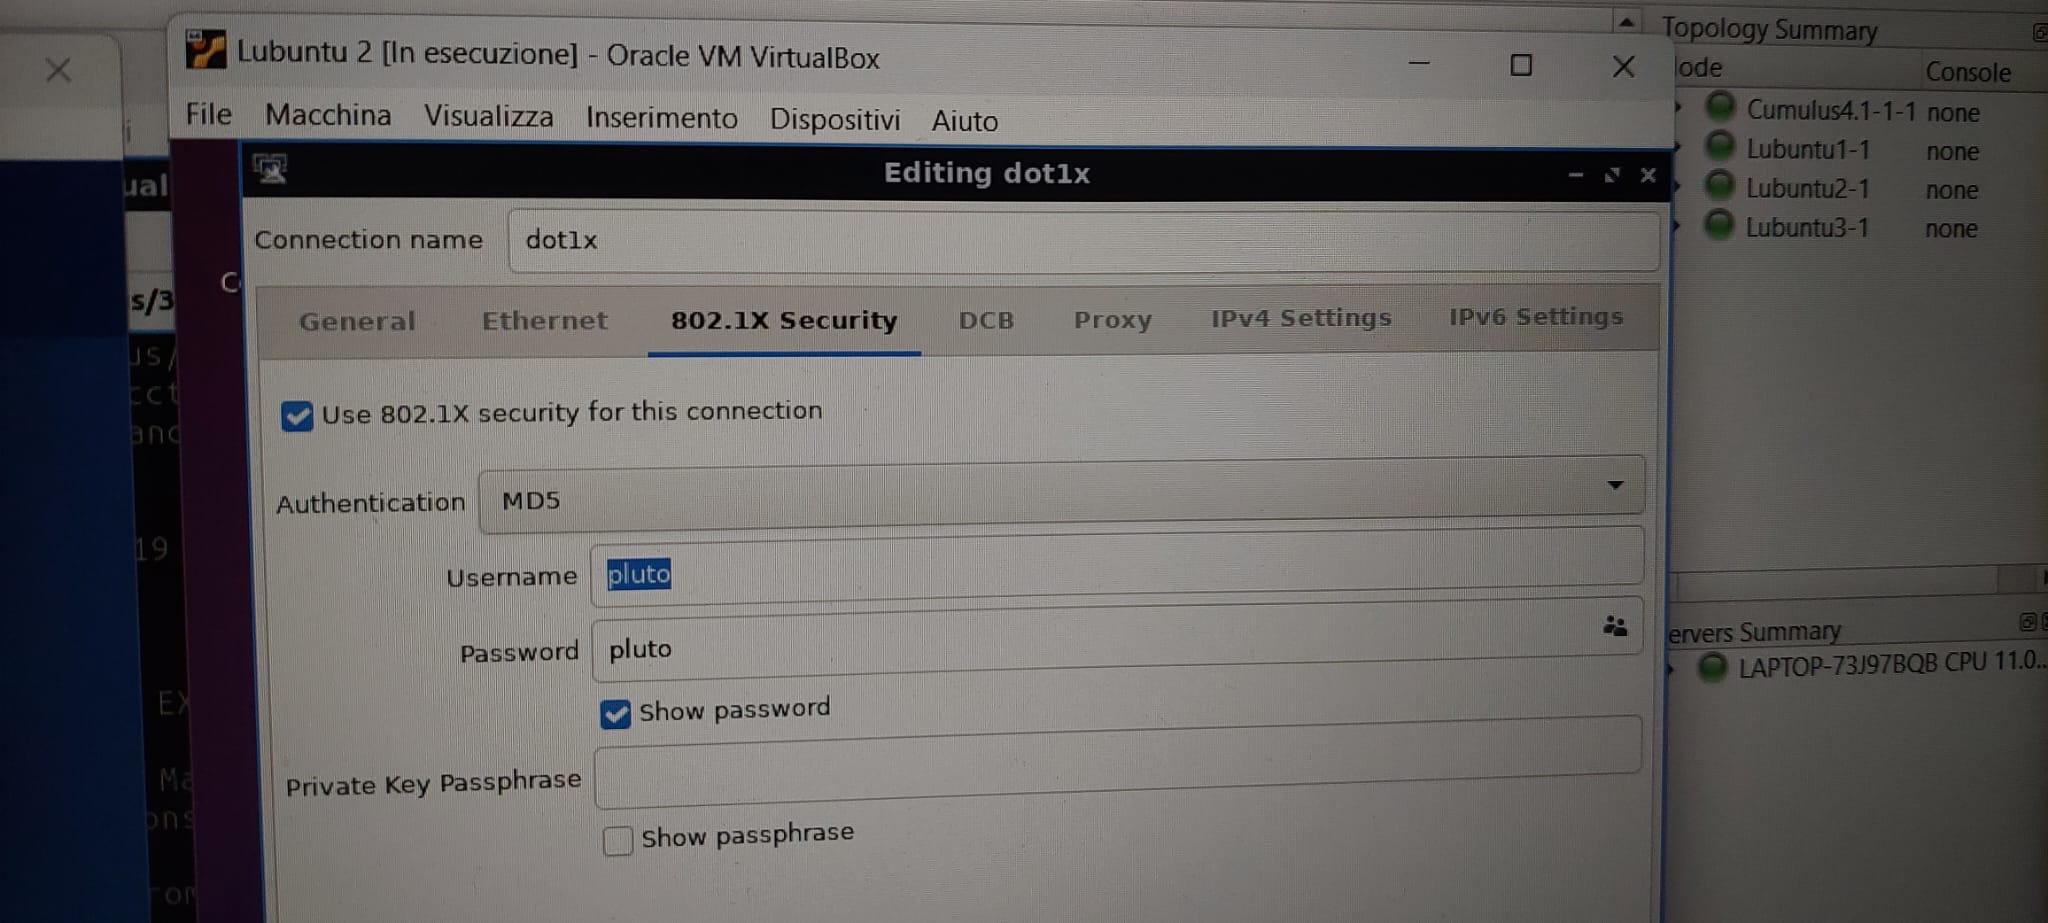 Lubuntu 2 [In esecuzione] - Oracle VM VirtualBox
File Macchina Visualizza Inserimento Dispositivi Aiuto
Editing dot1x
Connection name dot1x
General Ethernet 802.1X Security DCB Proxy IPv4 Settings IPv6 Settings
Use 802.1X security for this connection
Authentication MD5
Username pluto
Password pluto
Show password
Private Key Passphrase
Show passphrase
Topology Summary
ode Console
Cumulus4.1-1-1 none
Lubuntu1-1 none
Lubuntu2-1 none
Lubuntu3-1 none
ervers Summary
LAPTOP-73J97BQB CPU 11.0...
ual
s/3
us/
cct
and
19
EX
Ma
ons